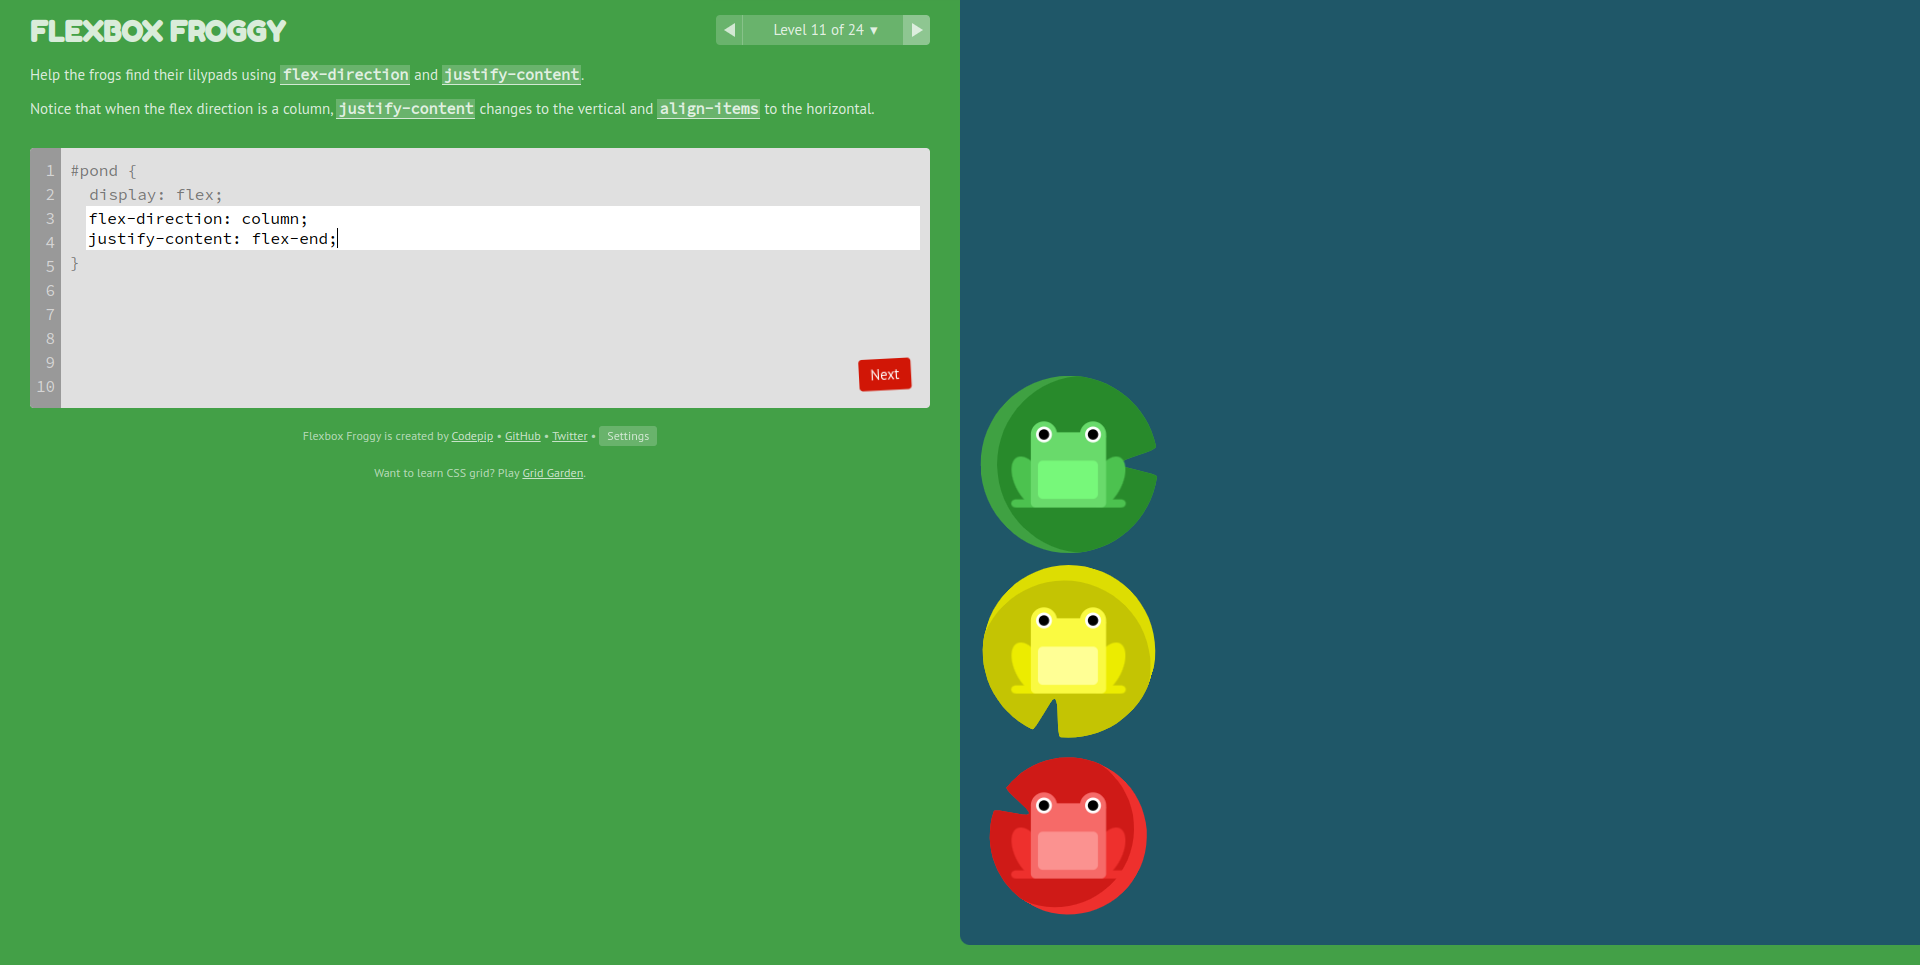 FLEXBOX FROGGY
◀ Level 11 of 24 ▾ ▶
Help the frogs find their lilypads using flex-direction and justify-content.
Notice that when the flex direction is a column, justify-content changes to the vertical and align-items to the horizontal.
1 #pond {
2 display: flex;
3 flex-direction: column;
4 justify-content: flex-end;
5 }
6
7
8
9
10
Next
Flexbox Froggy is created by Codepip • GitHub • Twitter • Settings
Want to learn CSS grid? Play Grid Garden.